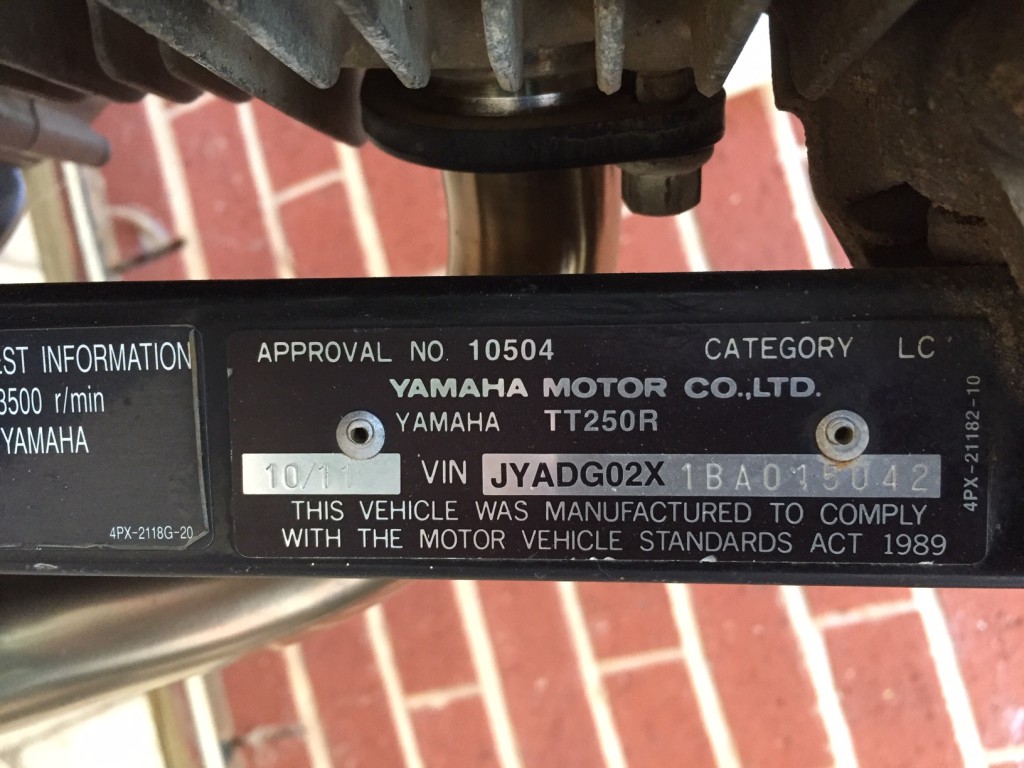 EST INFORMATION
3500 r/min
YAMAHA
4PX-2118G-20
APPROVAL NO. 10504 CATEGORY LC
YAMAHA MOTOR CO.,LTD.
YAMAHA TT250R
10/11 VIN JYADG02X 1BA015042
THIS VEHICLE WAS MANUFACTURED TO COMPLY
WITH THE MOTOR VEHICLE STANDARDS ACT 1989
4PX-21182-10